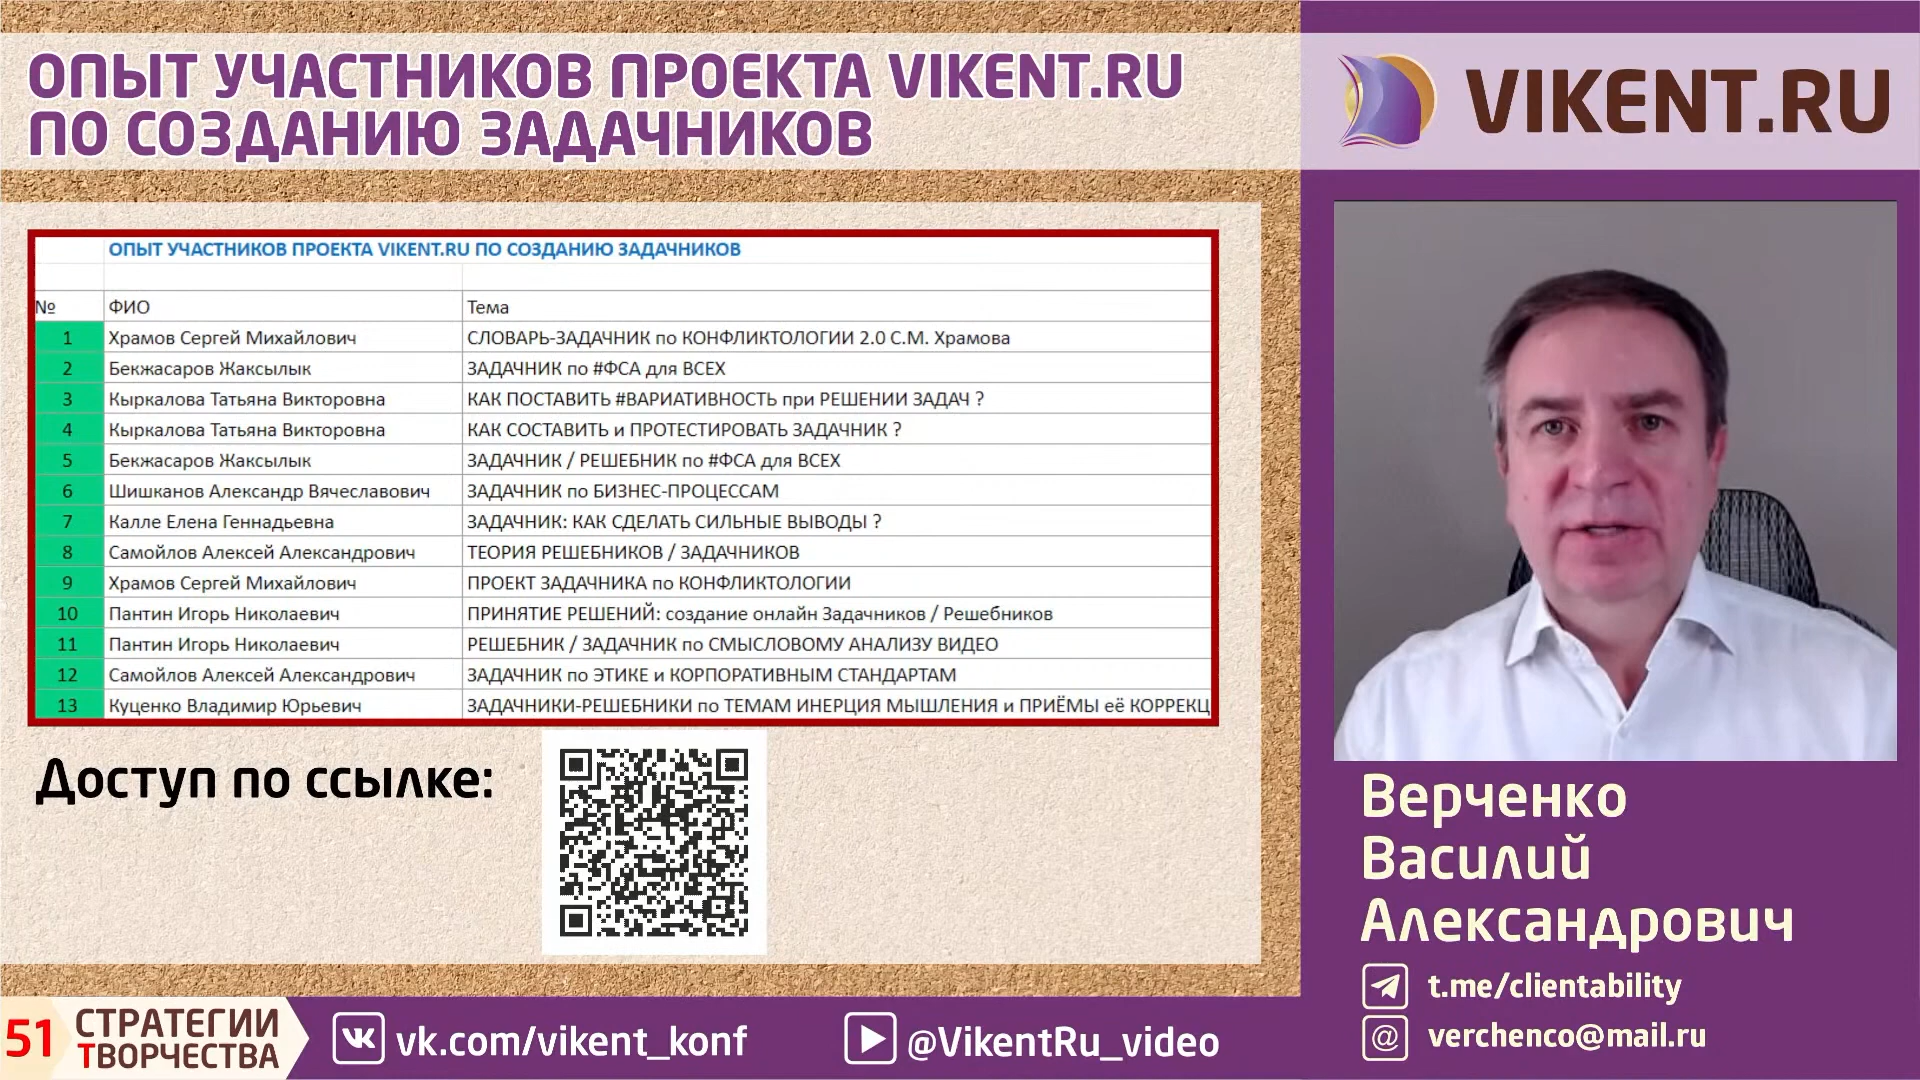 ОПЫТ УЧАСТНИКОВ ПРОЕКТА VIKENT.RU
ПО СОЗДАНИЮ ЗАДАЧНИКОВ
VIKENT.RU
ОПЫТ УЧАСТНИКОВ ПРОЕКТА VIKENT.RU ПО СОЗДАНИЮ ЗАДАЧНИКОВ
№ ФИО Тема
1 Храмов Сергей Михайлович СЛОВАРЬ-ЗАДАЧНИК по КОНФЛИКТОЛОГИИ 2.0 С.М. Храмова
2 Бекжасаров Жаксылык ЗАДАЧНИК по #ФСА для ВСЕХ
3 Кыркалова Татьяна Викторовна КАК ПОСТАВИТЬ #ВАРИАТИВНОСТЬ при РЕШЕНИИ ЗАДАЧ ?
4 Кыркалова Татьяна Викторовна КАК СОСТАВИТЬ и ПРОТЕСТИРОВАТЬ ЗАДАЧНИК ?
5 Бекжасаров Жаксылык ЗАДАЧНИК / РЕШЕБНИК по #ФСА для ВСЕХ
6 Шишканов Александр Вячеславович ЗАДАЧНИК по БИЗНЕС-ПРОЦЕССАМ
7 Калле Елена Геннадьевна ЗАДАЧНИК: КАК СДЕЛАТЬ СИЛЬНЫЕ ВЫВОДЫ ?
8 Самойлов Алексей Александрович ТЕОРИЯ РЕШЕБНИКОВ / ЗАДАЧНИКОВ
9 Храмов Сергей Михайлович ПРОЕКТ ЗАДАЧНИКА по КОНФЛИКТОЛОГИИ
10 Пантин Игорь Николаевич ПРИНЯТИЕ РЕШЕНИЙ: создание онлайн Задачников / Решебников
11 Пантин Игорь Николаевич РЕШЕБНИК / ЗАДАЧНИК по СМЫСЛОВОМУ АНАЛИЗУ ВИДЕО
12 Самойлов Алексей Александрович ЗАДАЧНИК по ЭТИКЕ и КОРПОРАТИВНЫМ СТАНДАРТАМ
13 Куценко Владимир Юрьевич ЗАДАЧНИКИ-РЕШЕБНИКИ по ТЕМАМ ИНЕРЦИЯ МЫШЛЕНИЯ и ПРИЁМЫ её КОРРЕКЦ
Доступ по ссылке:
Верченко
Василий
Александрович
t.me/clientability
verchenco@mail.ru
51 СТРАТЕГИИ
ТВОРЧЕСТВА
vk.com/vikent_konf
@VikentRu_video